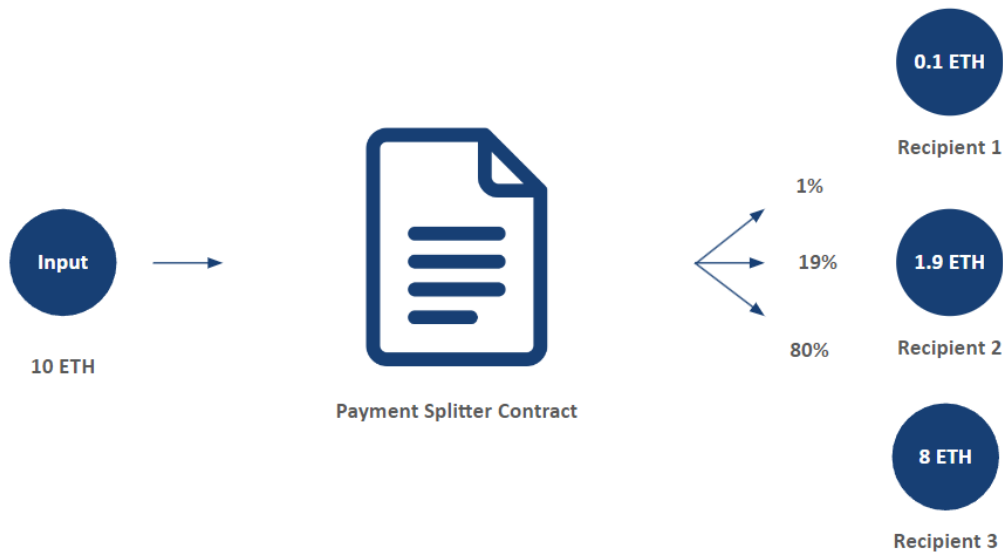 Input
10 ETH
Payment Splitter Contract
1%
19%
80%
0.1 ETH
Recipient 1
1.9 ETH
Recipient 2
8 ETH
Recipient 3